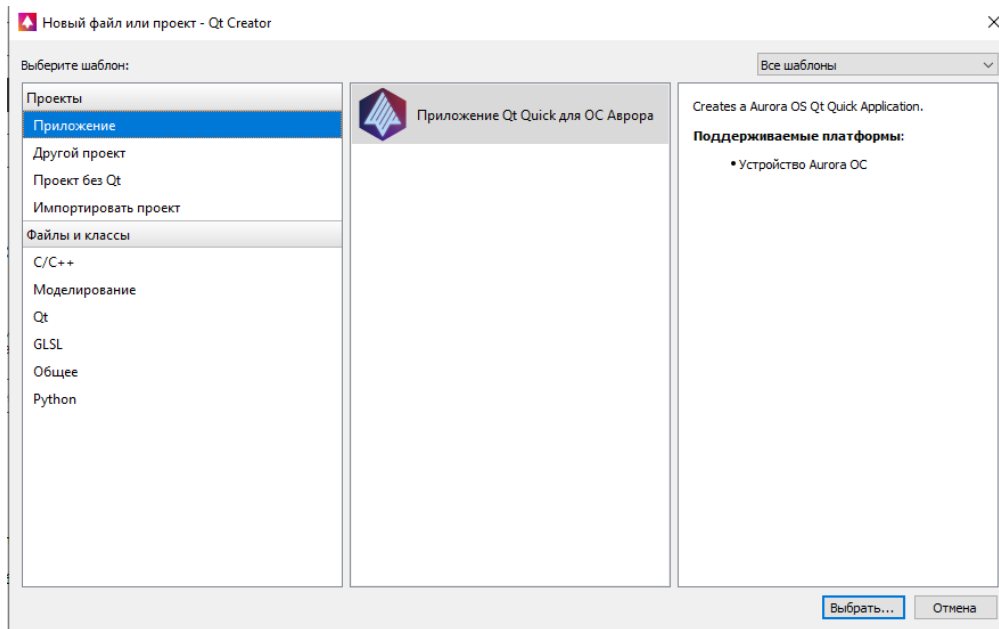 Новый файл или проект - Qt Creator
Выберите шаблон:
Все шаблоны
Проекты
Приложение
Другой проект
Проект без Qt
Импортировать проект
Файлы и классы
C/C++
Моделирование
Qt
GLSL
Общее
Python
Приложение Qt Quick для ОС Аврора
Creates a Aurora OS Qt Quick Application.
Поддерживаемые платформы:
• Устройство Aurora ОС
Выбрать...
Отмена